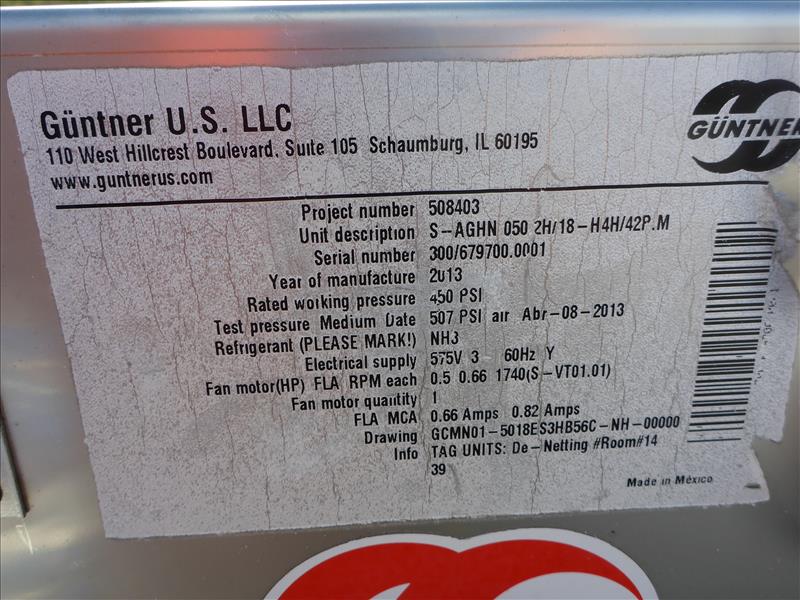 Güntner U.S. LLC
110 West Hillcrest Boulevard, Suite 105 Schaumburg, IL 60195
www.guntnerus.com
GÜNTNER
Project number 508403
Unit description S-AGHN 050 2H/18-H4H/42P.M
Serial number 300/679700.0001
Year of manufacture 2013
Rated working pressure 450 PSI
Test pressure Medium Date 507 PSI air Abr-08-2013
Refrigerant (PLEASE MARK!) NH3
Electrical supply 575V 3 60Hz Y
Fan motor(HP) FLA RPM each 0.5 0.66 1740(S-VT01.01)
Fan motor quantity 1
FLA MCA 0.66 Amps 0.82 Amps
Drawing GCMN01-5018ES3HB56C-NH-00000
Info TAG UNITS: De-Netting #Room#14
39
Made in México